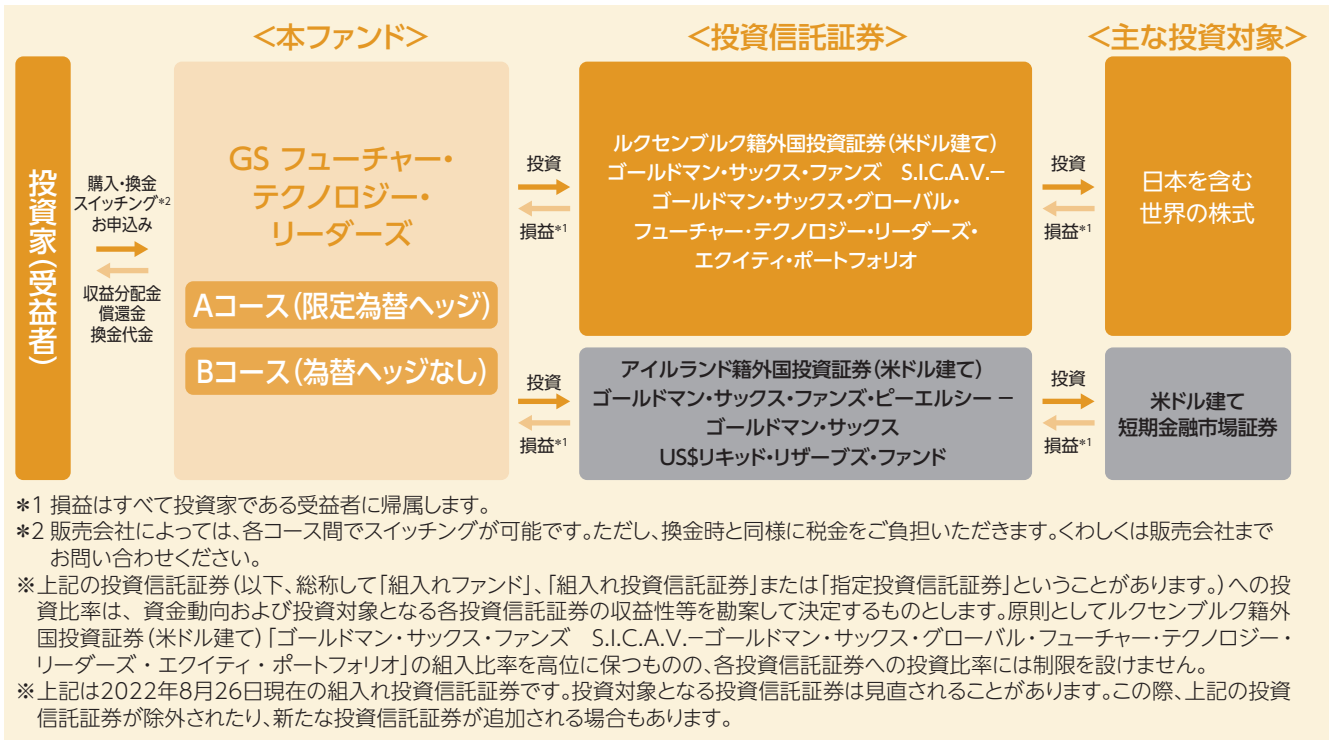 <本ファンド>
<投資信託証券>
<主な投資対象>
投資家(受益者)
購入・換金
スイッチング*2
お申込み
収益分配金
償還金
換金代金
GS フューチャー・
テクノロジー・
リーダーズ
Aコース(限定為替ヘッジ)
Bコース(為替ヘッジなし)
投資
損益*1
ルクセンブルク籍外国投資証券(米ドル建て)
ゴールドマン・サックス・ファンズ S.I.C.A.V.−
ゴールドマン・サックス・グローバル・
フューチャー・テクノロジー・リーダーズ・
エクイティ・ポートフォリオ
投資
損益*1
日本を含む
世界の株式
投資
損益*1
アイルランド籍外国投資証券(米ドル建て)
ゴールドマン・サックス・ファンズ・ピーエルシー −
ゴールドマン・サックス
US$リキッド・リザーブズ・ファンド
投資
損益*1
米ドル建て
短期金融市場証券
*1 損益はすべて投資家である受益者に帰属します。
*2 販売会社によっては、各コース間でスイッチングが可能です。ただし、換金時と同様に税金をご負担いただきます。くわしくは販売会社まで
お問い合わせください。
※上記の投資信託証券(以下、総称して「組入れファンド」、「組入れ投資信託証券」または「指定投資信託証券」ということがあります。)への投
資比率は、資金動向および投資対象となる各投資信託証券の収益性等を勘案して決定するものとします。原則としてルクセンブルク籍外
国投資証券(米ドル建て)「ゴールドマン・サックス・ファンズ S.I.C.A.V.−ゴールドマン・サックス・グローバル・フューチャー・テクノロジー・
リーダーズ・エクイティ・ポートフォリオ」の組入比率を高位に保つものの、各投資信託証券への投資比率には制限を設けません。
※上記は2022年8月26日現在の組入れ投資信託証券です。投資対象となる投資信託証券は見直されることがあります。この際、上記の投資
信託証券が除外されたり、新たな投資信託証券が追加される場合もあります。